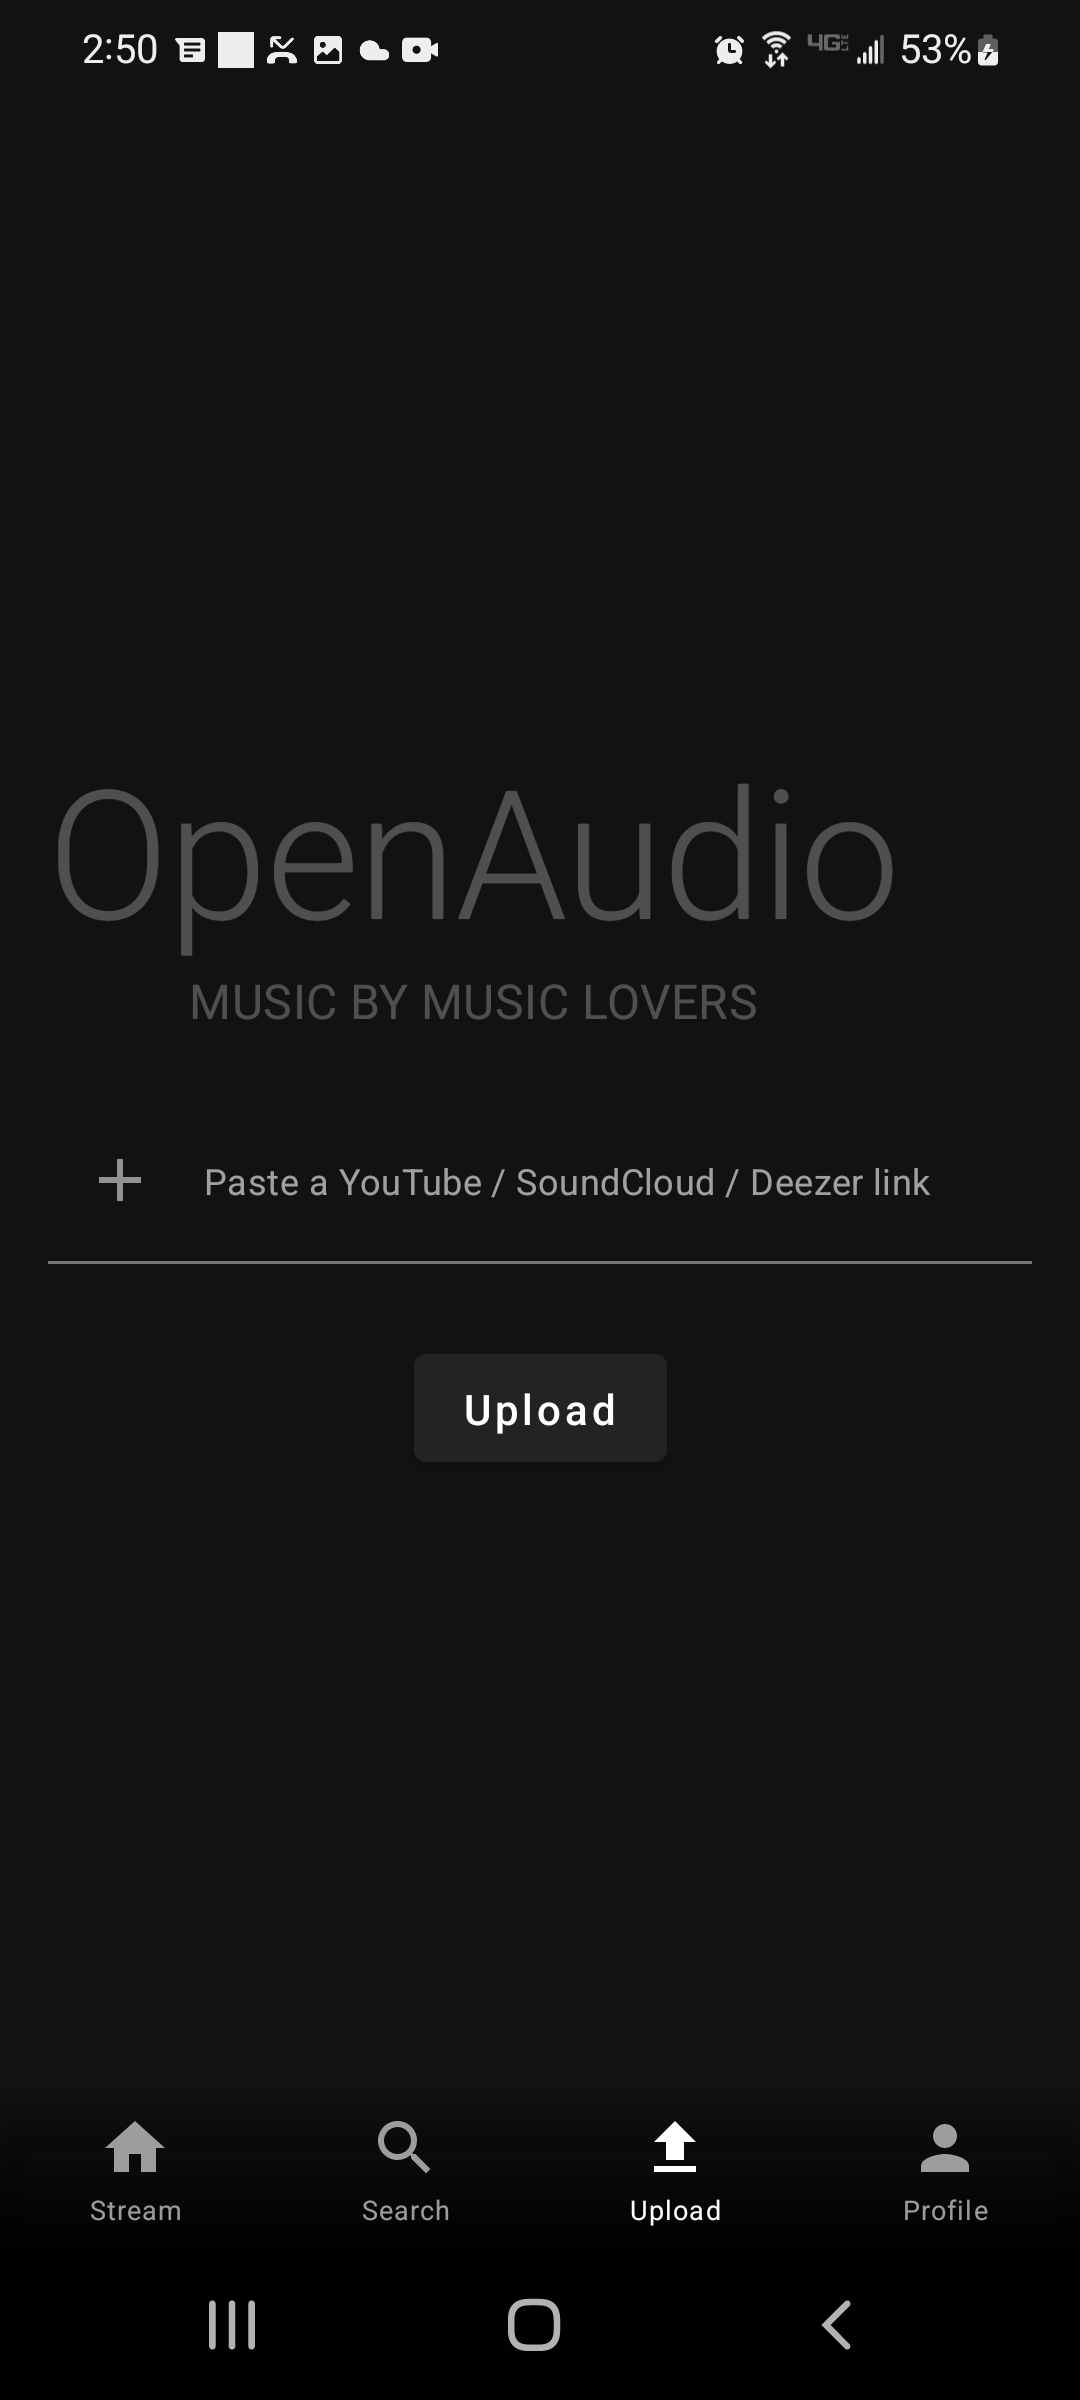 2:50 4G LTE 53%
OpenAudio
MUSIC BY MUSIC LOVERS
Paste a YouTube / SoundCloud / Deezer link
Upload
Stream Search Upload Profile